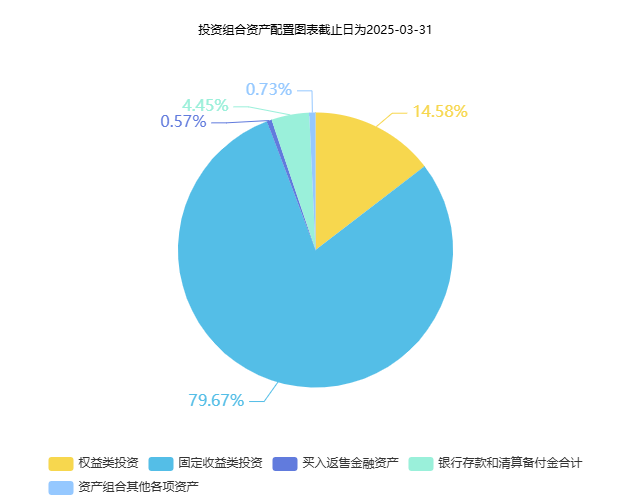 投资组合资产配置图表截止日为2025-03-31
0.73%
4.45%
14.58%
0.57%
79.67%
权益类投资 固定收益类投资 买入返售金融资产 银行存款和清算备付金合计
资产组合其他各项资产